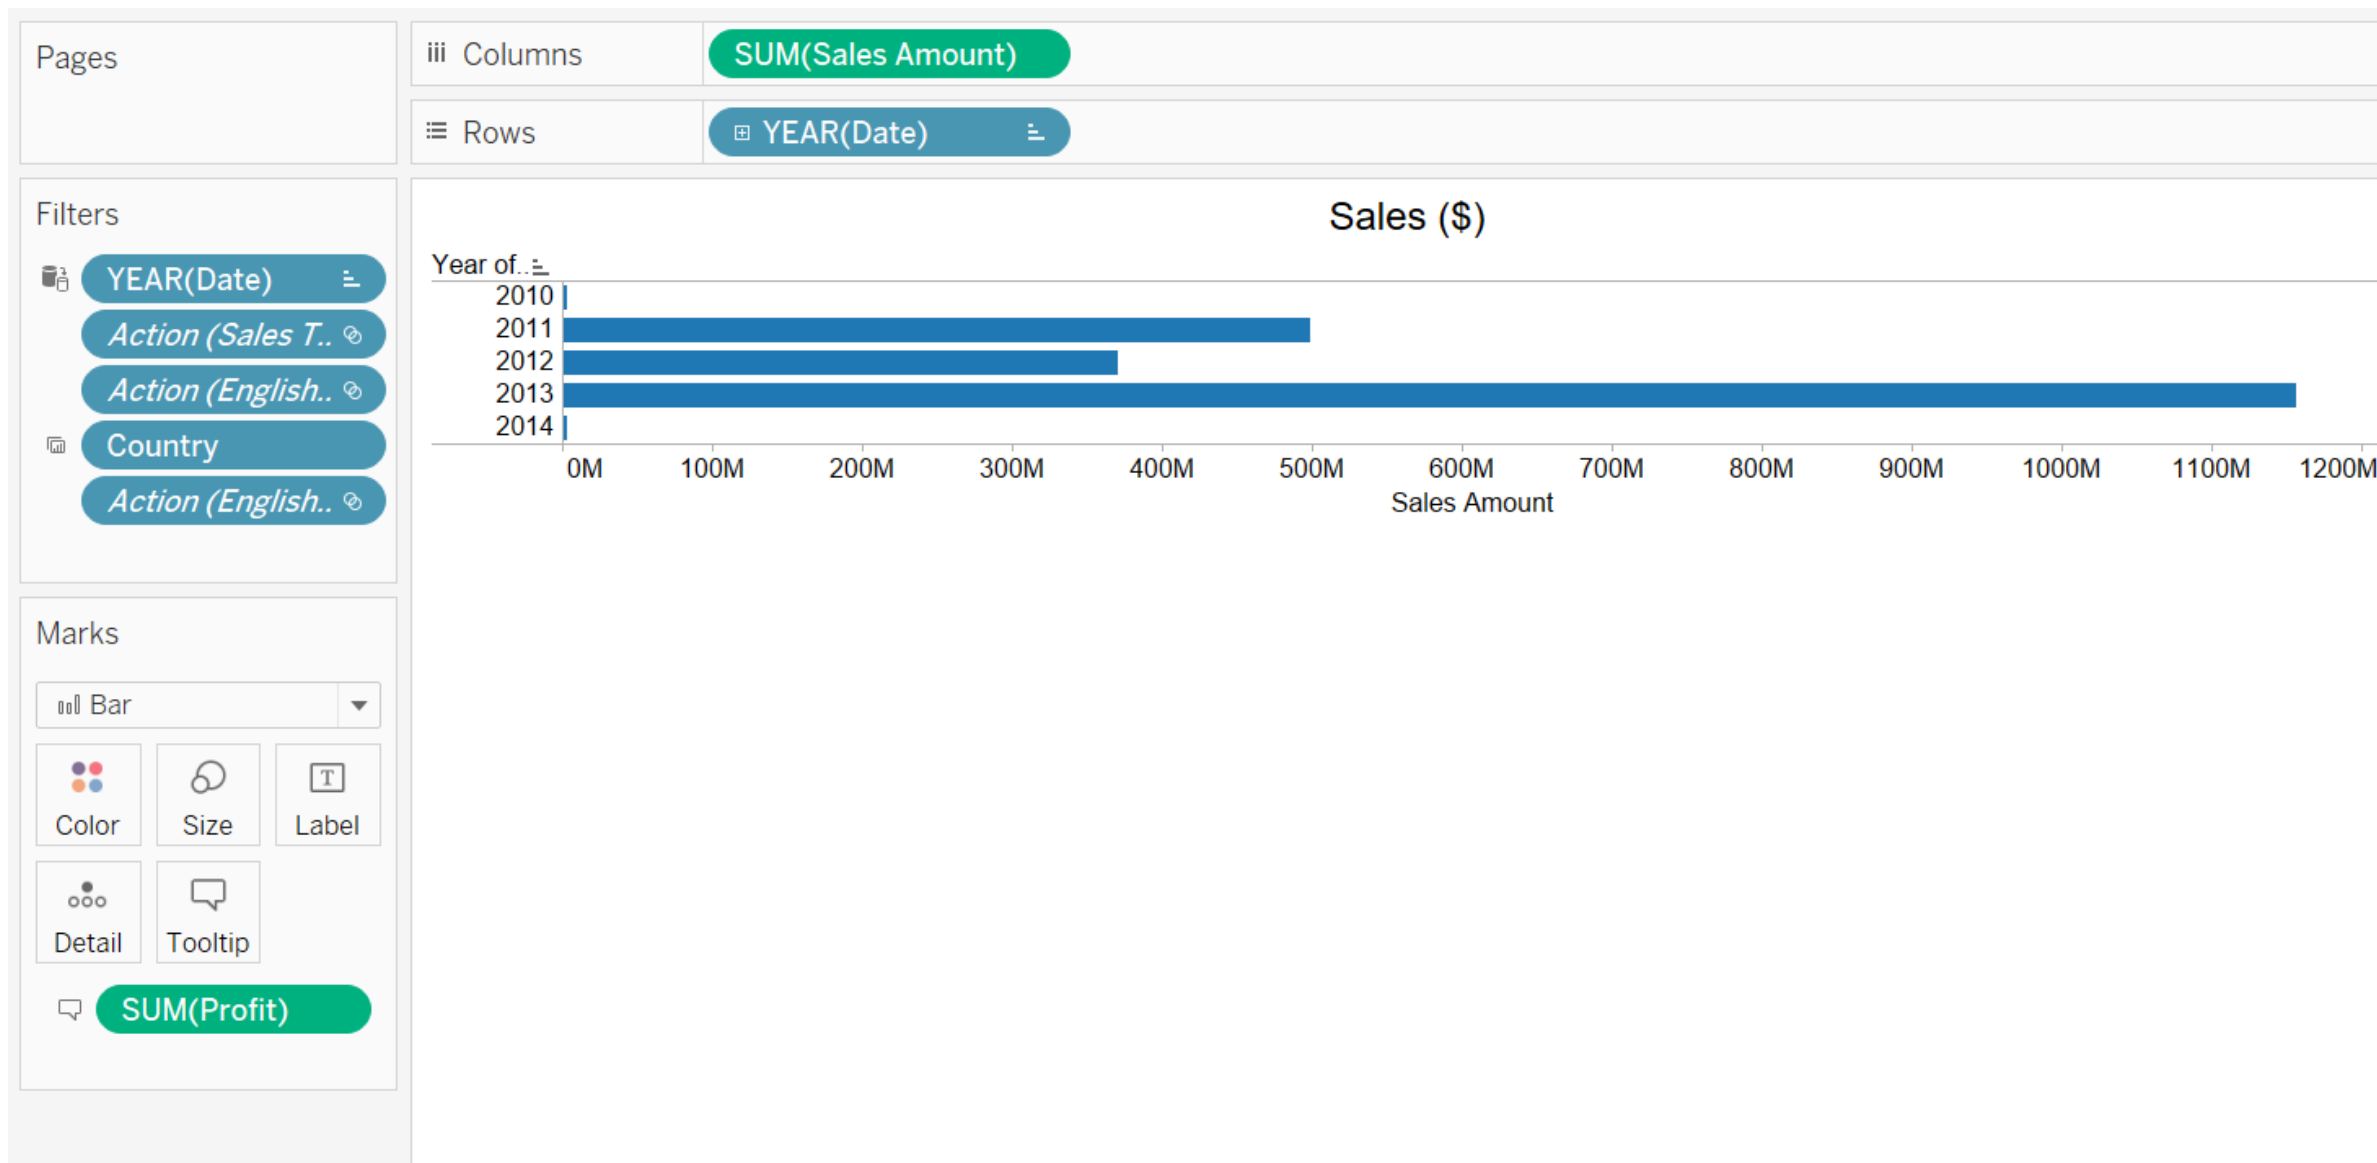 Pages
Columns
SUM(Sales Amount)
Rows
YEAR(Date)
Filters
YEAR(Date)
Action (Sales T..
Action (English..
Country
Action (English..
Marks
Bar
Color
Size
Label
Detail
Tooltip
SUM(Profit)
Sales ($)
Year of..
2010
2011
2012
2013
2014
0M 100M 200M 300M 400M 500M 600M 700M 800M 900M 1000M 1100M 1200M
Sales Amount